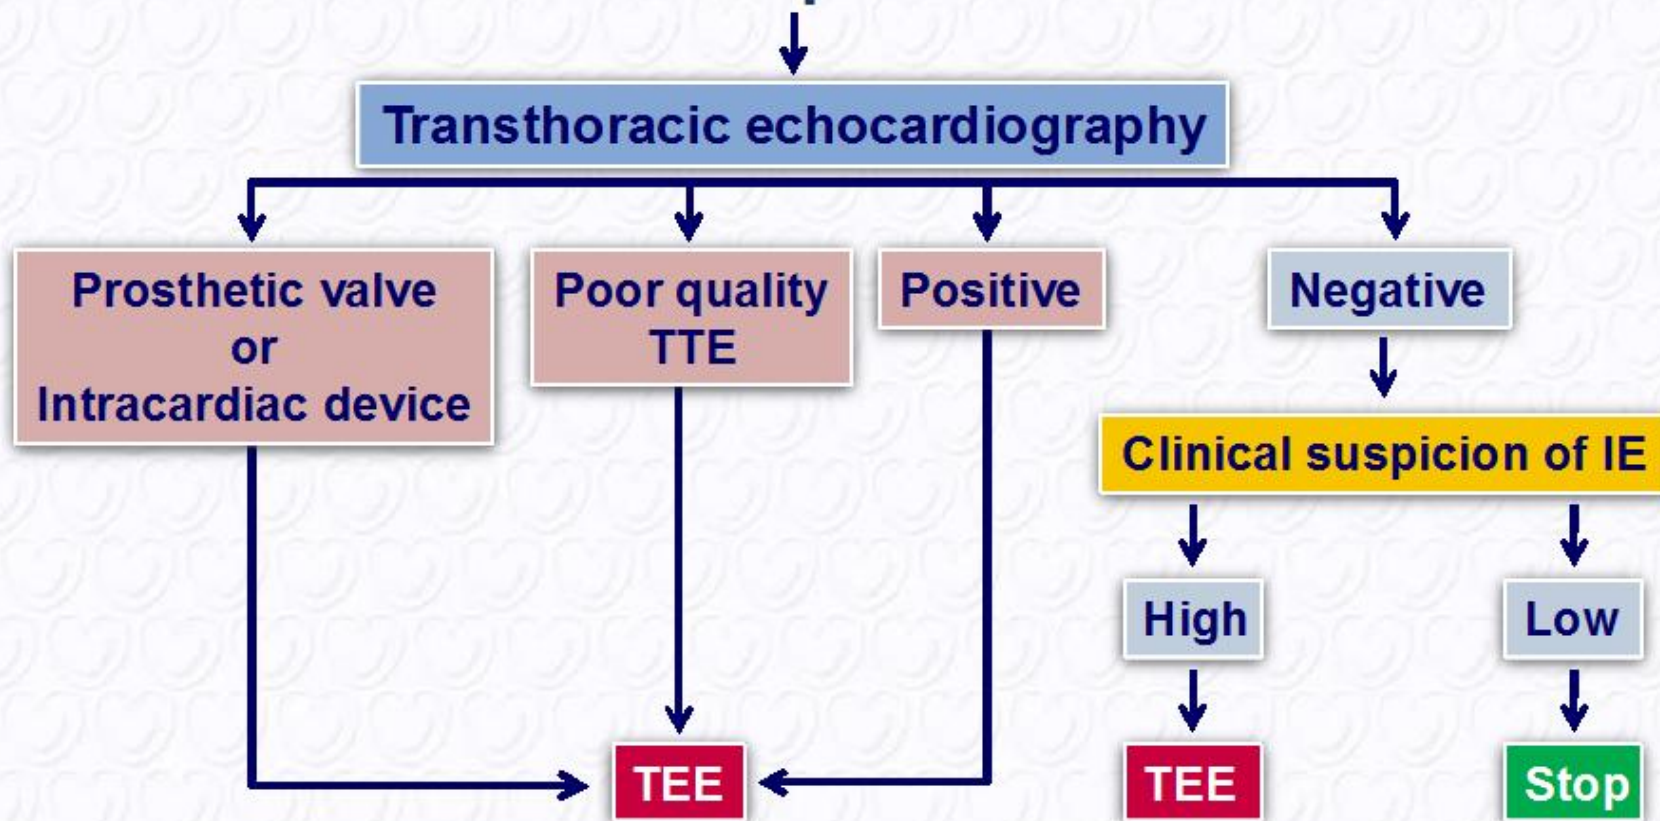 Transthoracic echocardiography
Prosthetic valve
or
Intracardiac device
Poor quality
TTE
Positive
Negative
Clinical suspicion of IE
High
Low
TEE
TEE
Stop